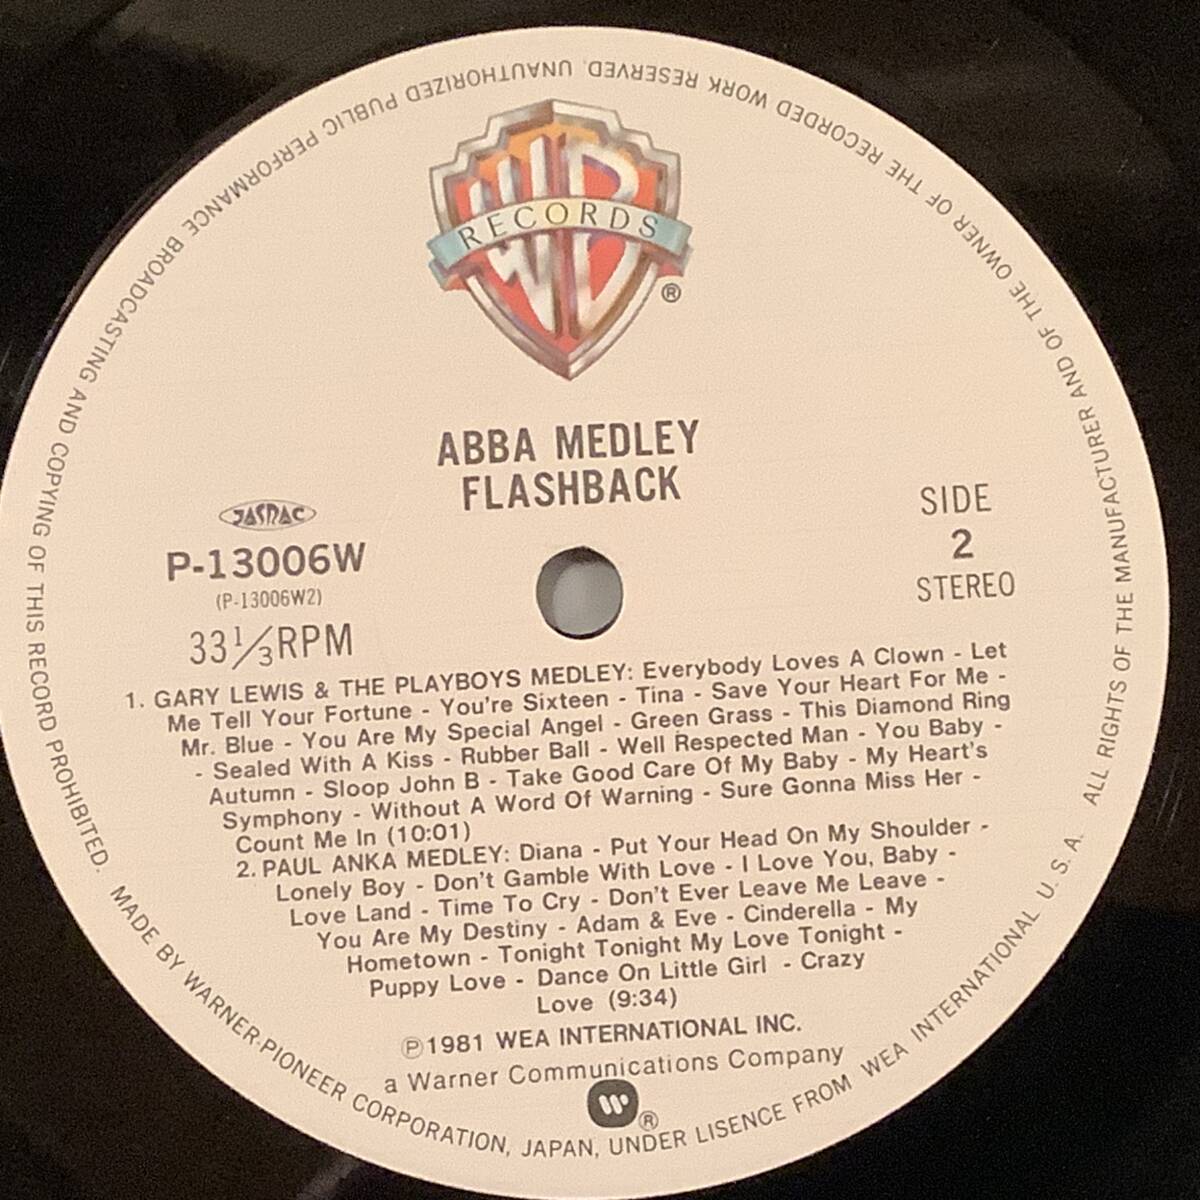 WB
RECORDS
®
ABBA MEDLEY
FLASHBACK
JASRAC
P-13006W
(P-13006W2)
33 1/3 RPM
SIDE
2
STEREO
1. GARY LEWIS & THE PLAYBOYS MEDLEY: Everybody Loves A Clown - Let
Me Tell Your Fortune - You're Sixteen - Tina - Save Your Heart For Me -
Mr. Blue - You Are My Special Angel - Green Grass - This Diamond Ring
- Sealed With A Kiss - Rubber Ball - Well Respected Man - You Baby -
Autumn - Sloop John B - Take Good Care Of My Baby - My Heart's
Symphony - Without A Word Of Warning - Sure Gonna Miss Her -
Count Me In (10:01)
2. PAUL ANKA MEDLEY: Diana - Put Your Head On My Shoulder -
Lonely Boy - Don't Gamble With Love - I Love You, Baby -
Love Land - Time To Cry - Don't Ever Leave Me Leave -
You Are My Destiny - Adam & Eve - Cinderella - My
Hometown - Tonight Tonight My Love Tonight -
Puppy Love - Dance On Little Girl - Crazy
Love (9:34)
℗1981 WEA INTERNATIONAL INC.
a Warner Communications Company
W
®
MADE BY WARNER-PIONEER CORPORATION, JAPAN, UNDER LISENCE FROM WEA INTERNATIONAL U. S. A. ALL RIGHTS OF THE MANUFACTURER AND OF THE OWNER OF THE RECORDED WORK RESERVED. UNAUTHORIZED PUBLIC PERFORMANCE BROADCASTING AND COPYING OF THIS RECORD PROHIBITED.